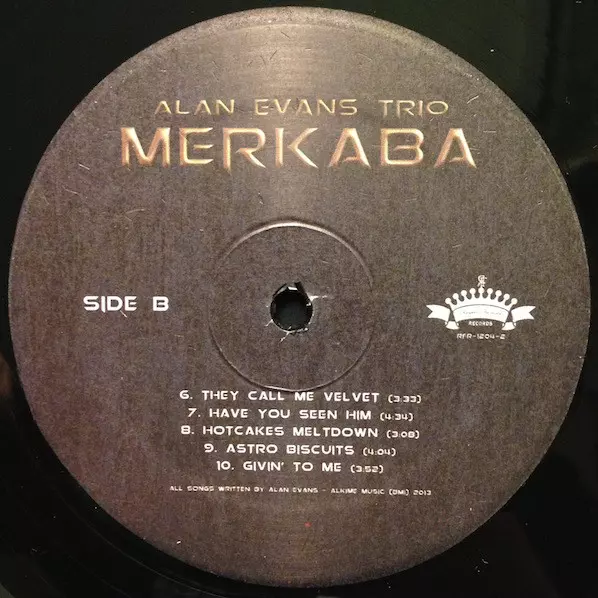 ALAN EVANS TRIO
MERKABA
SIDE B
RECORDS
RFR-1204-2
6. THEY CALL ME VELVET (3:33)
7. HAVE YOU SEEN HIM (4:34)
8. HOTCAKES MELTDOWN (3:08)
9. ASTRO BISCUITS (4:04)
10. GIVIN' TO ME (3:52)
ALL SONGS WRITTEN BY ALAN EVANS - ALKIME MUSIC (BMI) 2013